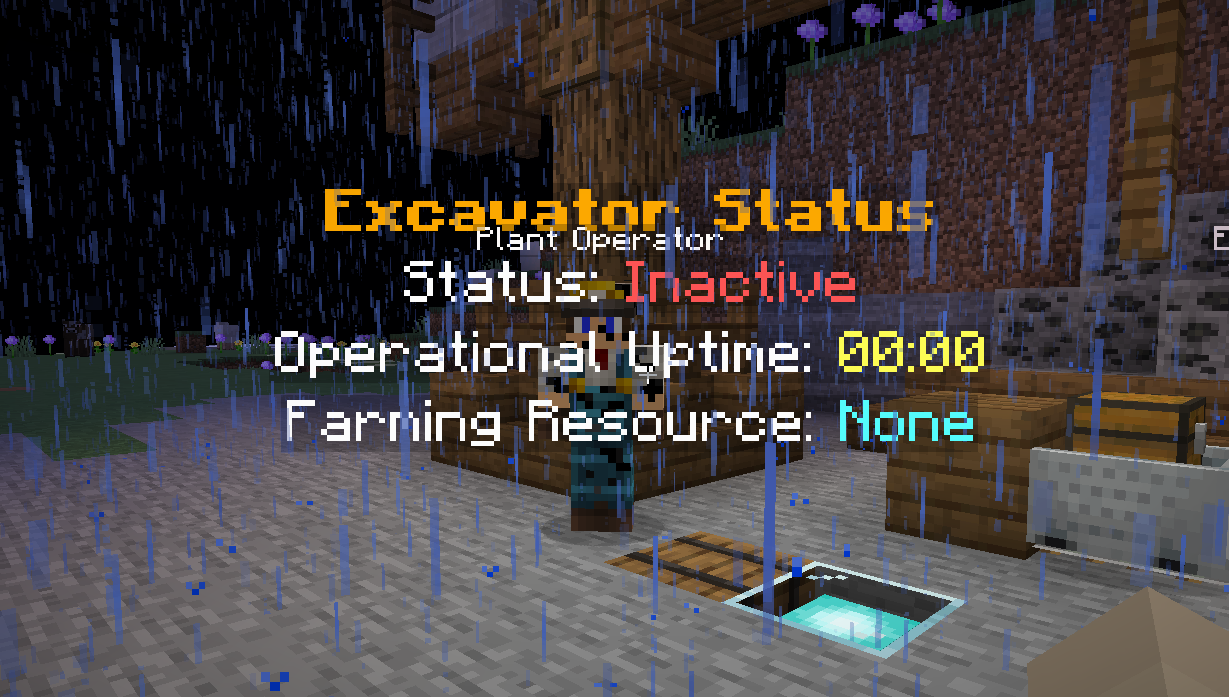 Excavator Status
Plant Operator
Status: Inactive
Operational Uptime: 00:00
Farming Resource: None